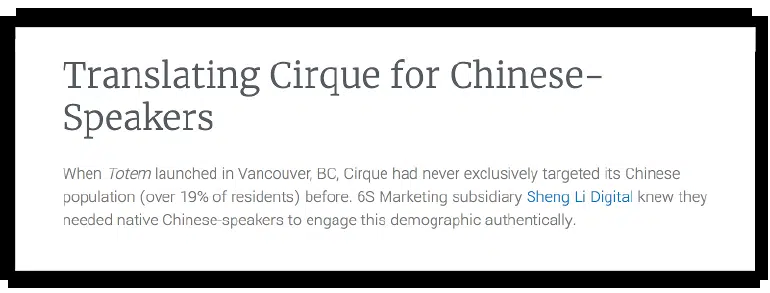 Translating Cirque for Chinese-
Speakers
When Totem launched in Vancouver, BC, Cirque had never exclusively targeted its Chinese
population (over 19% of residents) before. 6S Marketing subsidiary Sheng Li Digital knew they
needed native Chinese-speakers to engage this demographic authentically.